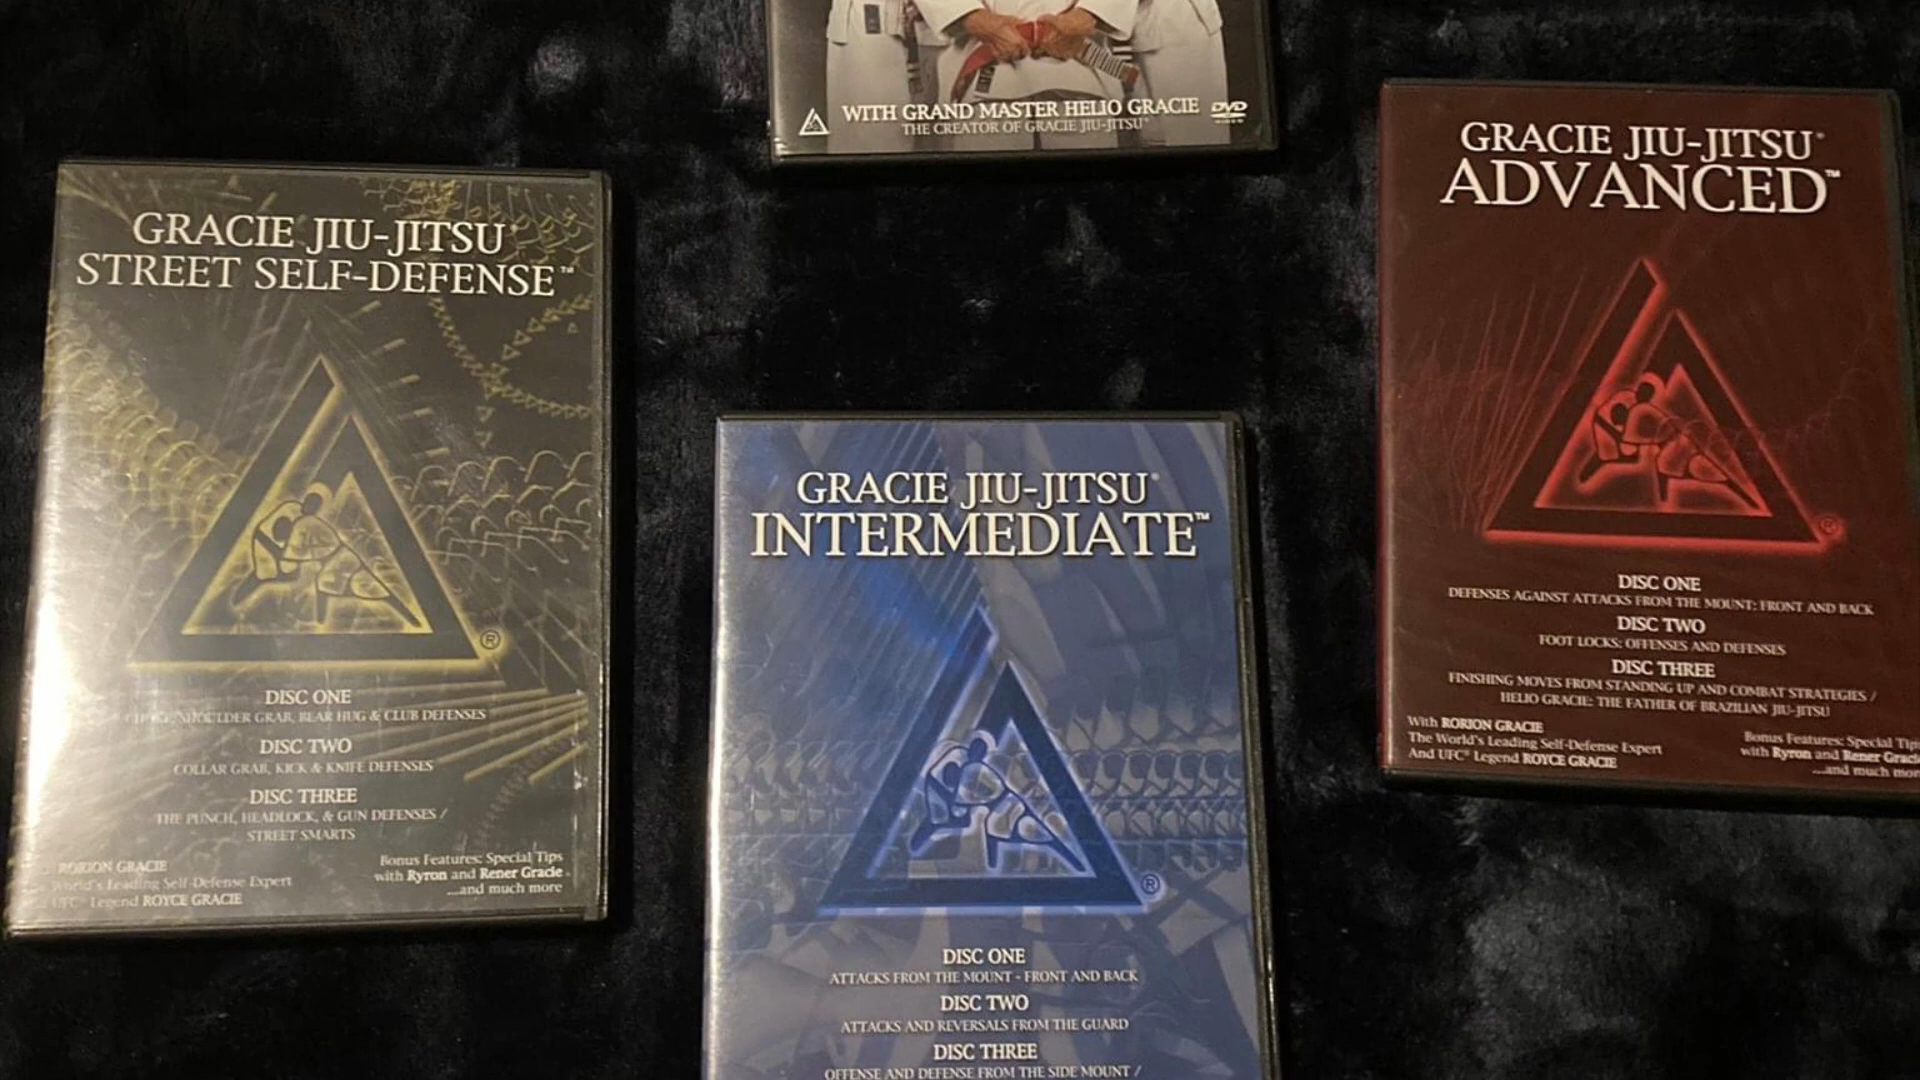 WITH GRAND MASTER HELIO GRACIE
DVD
THE CREATOR OF GRACIE JIU-JITSU®
GRACIE JIU-JITSU
STREET SELF-DEFENSE™
®
DISC ONE
SHOULDER GRAB, BEAR HUG & CLUB DEFENSES
DISC TWO
COLLAR GRAB, KICK & KNIFE DEFENSES
DISC THREE
THE PUNCH, HEADLOCK, & GUN DEFENSES /
STREET SMARTS
RORION GRACIE
World's Leading Self-Defense Expert
UFC® Legend ROYCE GRACIE
Bonus Features: Special Tips
with Ryron and Rener Gracie
...and much more
GRACIE JIU-JITSU®
INTERMEDIATE™
®
DISC ONE
ATTACKS FROM THE MOUNT - FRONT AND BACK
DISC TWO
ATTACKS AND REVERSALS FROM THE GUARD
DISC THREE
OFFENSE AND DEFENSE FROM THE SIDE MOUNT /
GRACIE JIU-JITSU®
ADVANCED™
®
DISC ONE
DEFENSES AGAINST ATTACKS FROM THE MOUNT: FRONT AND BACK
DISC TWO
FOOT LOCKS: OFFENSES AND DEFENSES
DISC THREE
FINISHING MOVES FROM STANDING UP AND COMBAT STRATEGIES /
HELIO GRACIE: THE FATHER OF BRAZILIAN JIU-JITSU
With RORION GRACIE
The World's Leading Self-Defense Expert
And UFC® Legend ROYCE GRACIE
Bonus Features: Special Tips
with Ryron and Rener Gracie
...and much more